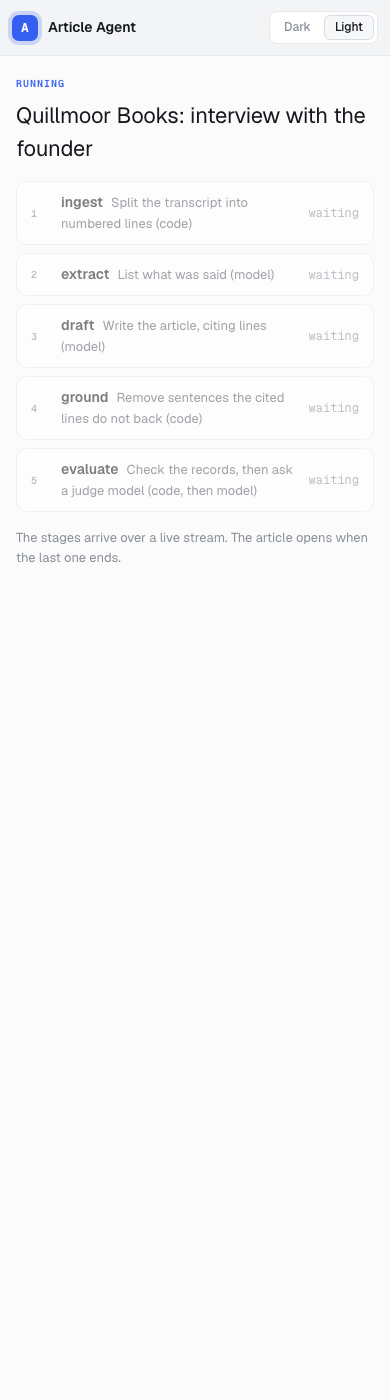 A Article Agent Dark Light
RUNNING
Quillmoor Books: interview with the
founder
1 ingest Split the transcript into
numbered lines (code) waiting
2 extract List what was said (model) waiting
3 draft Write the article, citing lines
(model) waiting
4 ground Remove sentences the cited
lines do not back (code) waiting
5 evaluate Check the records, then ask
a judge model (code, then model) waiting
The stages arrive over a live stream. The article opens when
the last one ends.